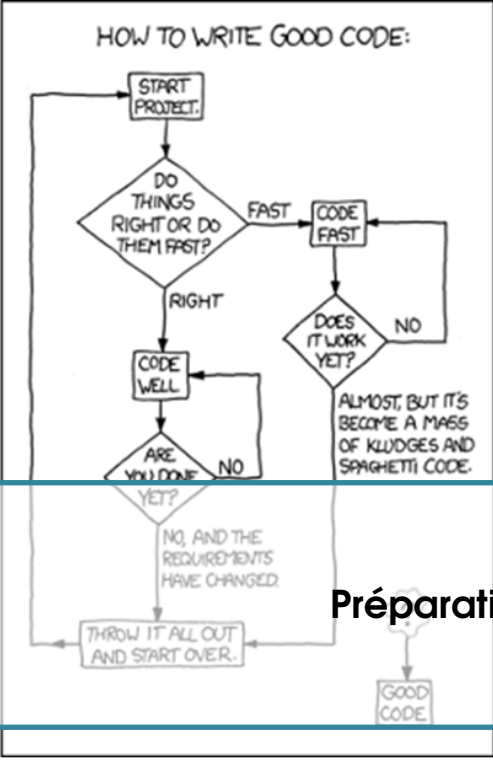 HOW TO WRITE GOOD CODE:
START
PROJECT.
DO
THINGS
RIGHT OR DO
THEM FAST?
FAST
CODE
FAST
RIGHT
DOES
IT WORK
YET?
NO
CODE
WELL
ALMOST, BUT IT'S
BECOME A MASS
OF KLUDGES AND
SPAGHETTI CODE.
ARE
YOU DONE
YET?
NO
NO, AND THE
REQUIREMENTS
HAVE CHANGED.
Préparati
?
THROW IT ALL OUT
AND START OVER.
GOOD
CODE